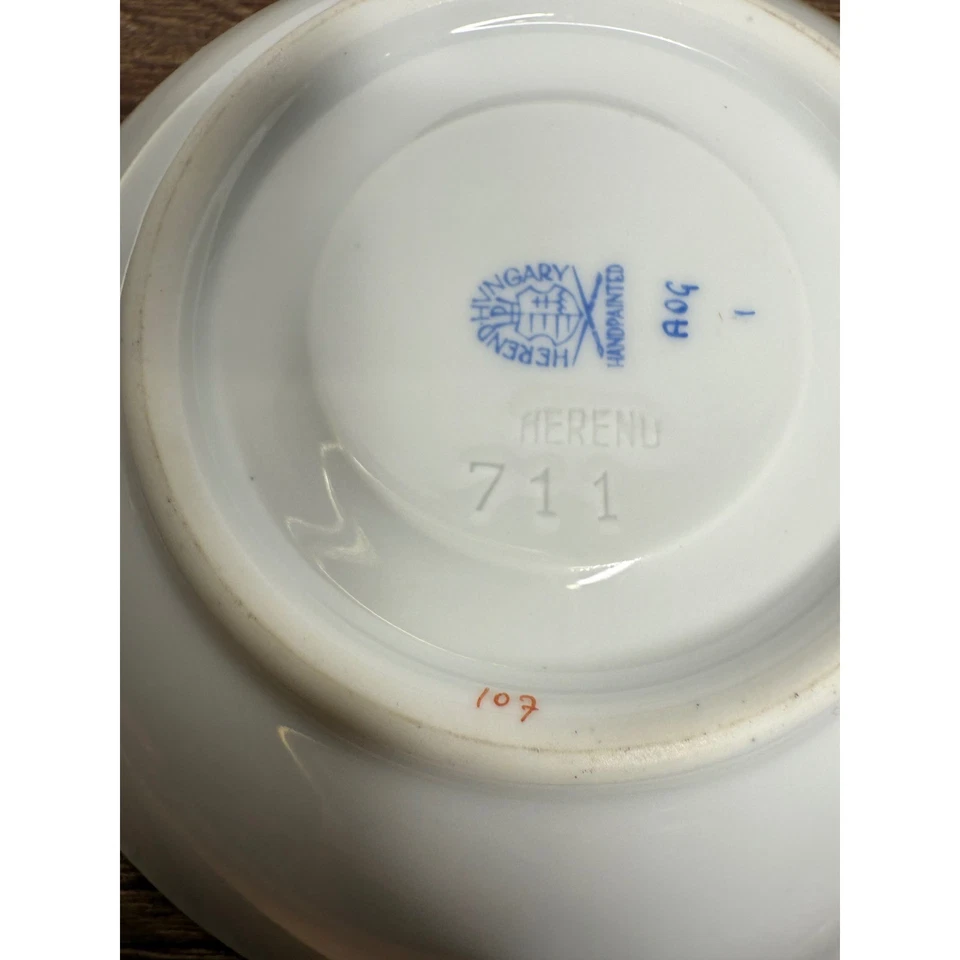 HEREND HUNGARY
HANDPAINTED
AOG
1
HEREND
711
107